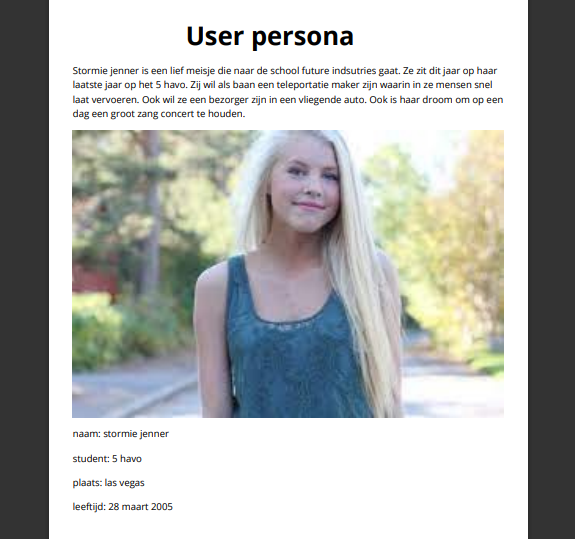 User persona
Stormie jenner is een lief meisje die naar de school future indsutries gaat. Ze zit dit jaar op haar
laatste jaar op het 5 havo. Zij wil als baan een teleportatie maker zijn waarin in ze mensen snel
laat vervoeren. Ook wil ze een bezorger zijn in een vliegende auto. Ook is haar droom om op een
dag een groot zang concert te houden.
naam: stormie jenner
student: 5 havo
plaats: las vegas
leeftijd: 28 maart 2005